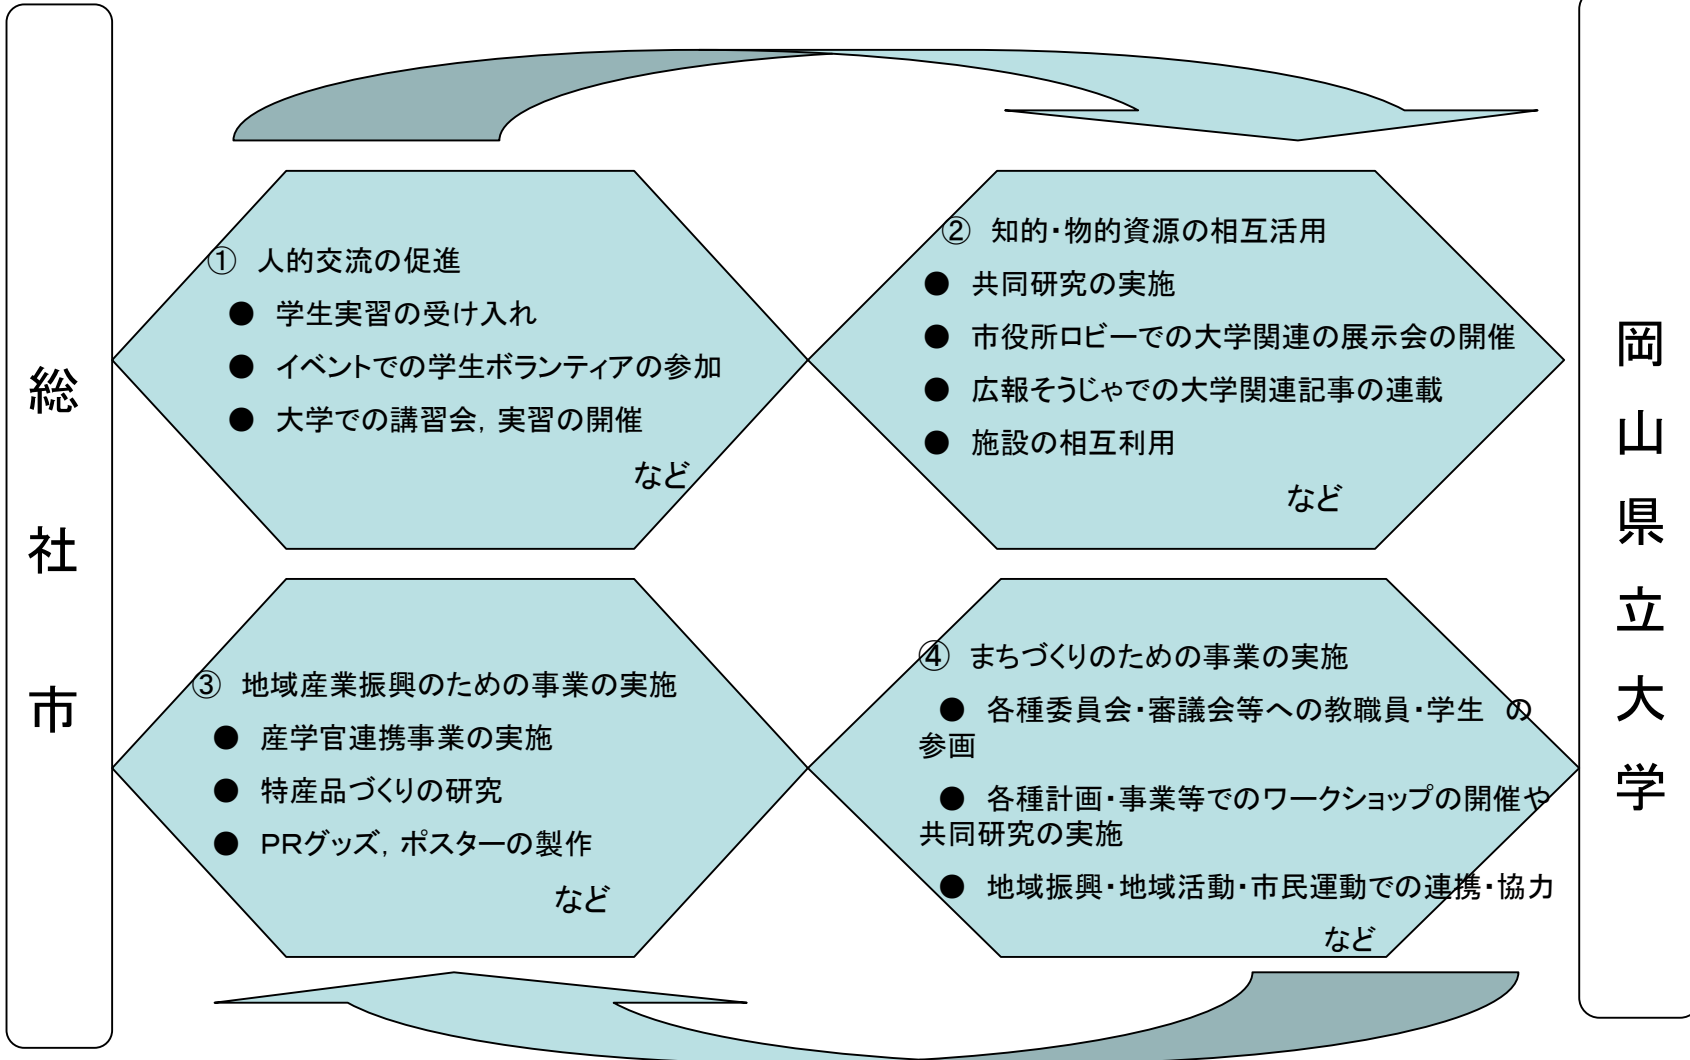 総社市
① 人的交流の促進
● 学生実習の受け入れ
● イベントでの学生ボランティアの参加
● 大学での講習会，実習の開催
など
② 知的・物的資源の相互活用
● 共同研究の実施
● 市役所ロビーでの大学関連の展示会の開催
● 広報そうじゃでの大学関連記事の連載
● 施設の相互利用
など
③ 地域産業振興のための事業の実施
● 産学官連携事業の実施
● 特産品づくりの研究
● PRグッズ，ポスターの製作
など
④ まちづくりのための事業の実施
● 各種委員会・審議会等への教職員・学生 の
参画
● 各種計画・事業等でのワークショップの開催や
共同研究の実施
● 地域振興・地域活動・市民運動での連携・協力
など
岡山県立大学